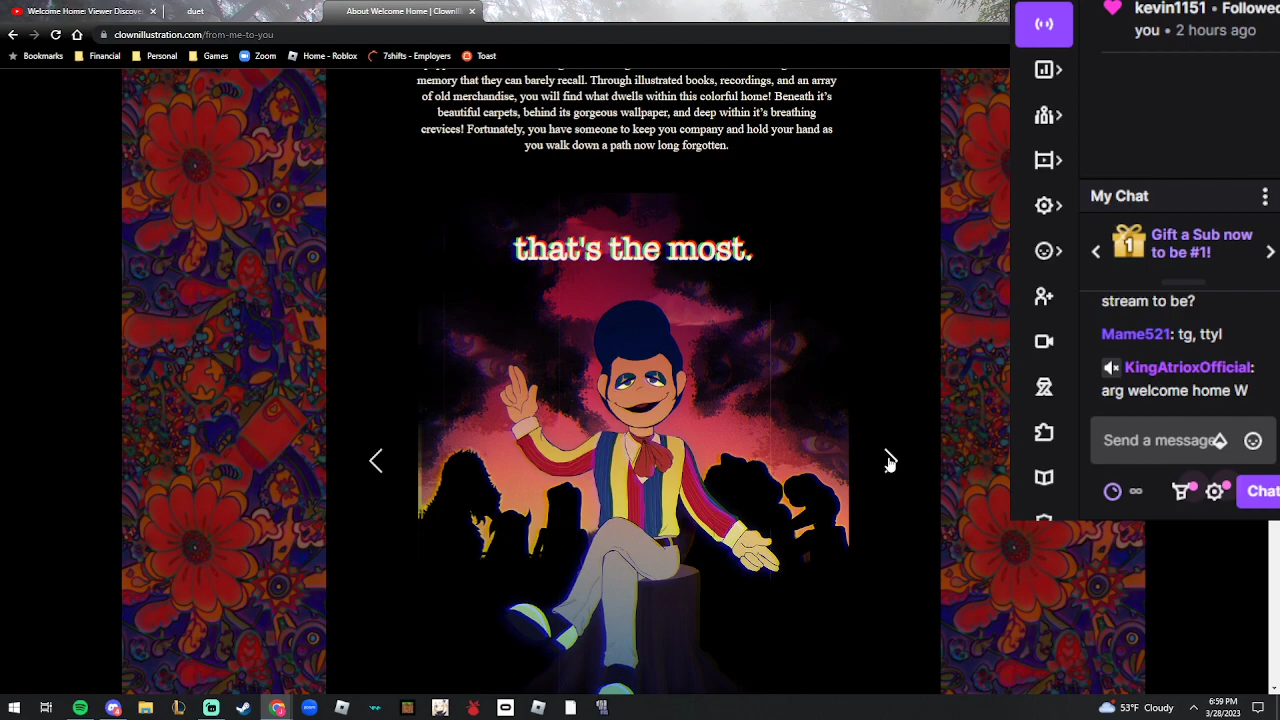 Welcome Home Viewer Discov
duet
About Welcome Home | Clownill
clownillustration.com/from-me-to-you
Bookmarks
Financial
Personal
Games
Zoom
Home - Roblox
7shifts - Employers
Toast
memory that they can barely recall. Through illustrated books, recordings, and an array
of old merchandise, you will find what dwells within this colorful home! Beneath it's
beautiful carpets, behind its gorgeous wallpaper, and deep within it's breathing
crevices! Fortunately, you have someone to keep you company and hold your hand as
you walk down a path now long forgotten.
that's the most.
kevin1151 • Followed
you • 2 hours ago
My Chat
1
Gift a Sub now
to be #1!
stream to be?
Mame521: tg, ttyl
KingAtrioxOfficial:
arg welcome home W
Send a message
Chat
53°F Cloudy
6:59 PM
3/28/2023